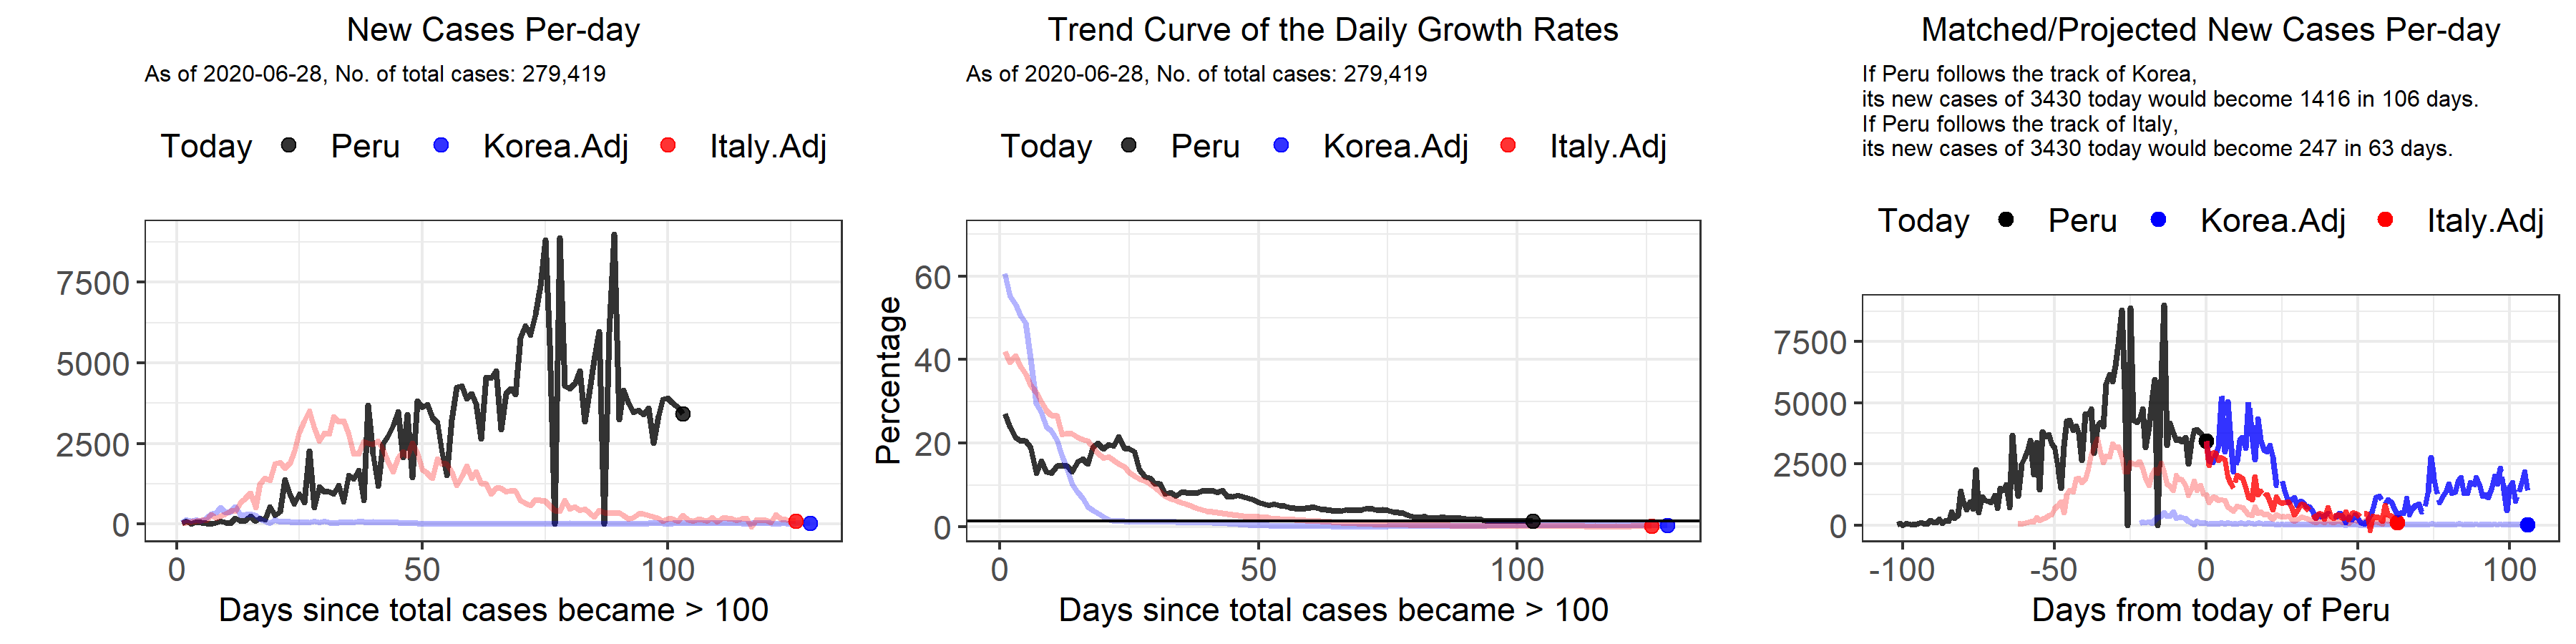 New Cases Per-day
As of 2020-06-28, No. of total cases: 279,419
Today Peru Korea.Adj Italy.Adj
7500
5000
2500
0
0 50 100
Days since total cases became > 100
Trend Curve of the Daily Growth Rates
As of 2020-06-28, No. of total cases: 279,419
Today Peru Korea.Adj Italy.Adj
Percentage
60
40
20
0
0 50 100
Days since total cases became > 100
Matched/Projected New Cases Per-day
If Peru follows the track of Korea,
its new cases of 3430 today would become 1416 in 106 days.
If Peru follows the track of Italy,
its new cases of 3430 today would become 247 in 63 days.
Today Peru Korea.Adj Italy.Adj
7500
5000
2500
0
-100 -50 0 50 100
Days from today of Peru